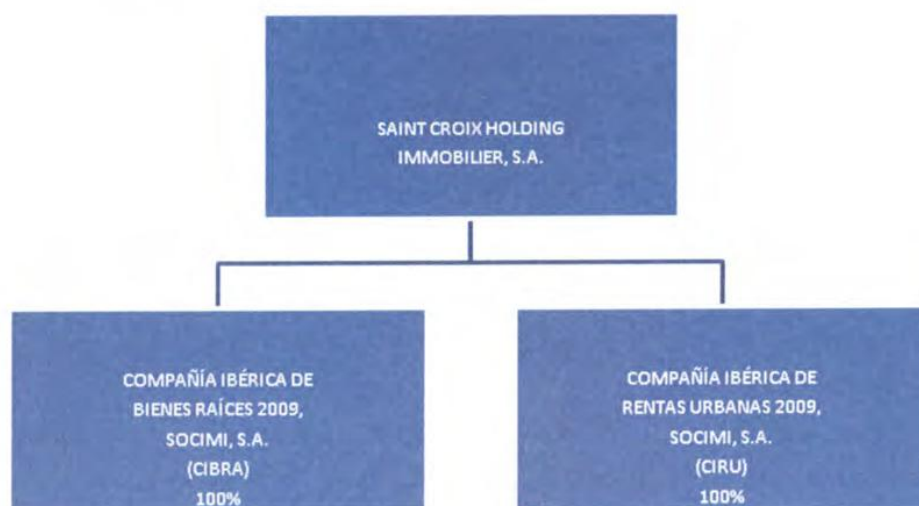 SAINT CROIX HOLDING
IMMOBILIER, S.A.
COMPAÑÍA IBÉRICA DE
BIENES RAÍCES 2009,
SOCIMI, S.A.
(CIBRA)
100%
COMPAÑÍA IBÉRICA DE
RENTAS URBANAS 2009,
SOCIMI, S.A.
(CIRU)
100%